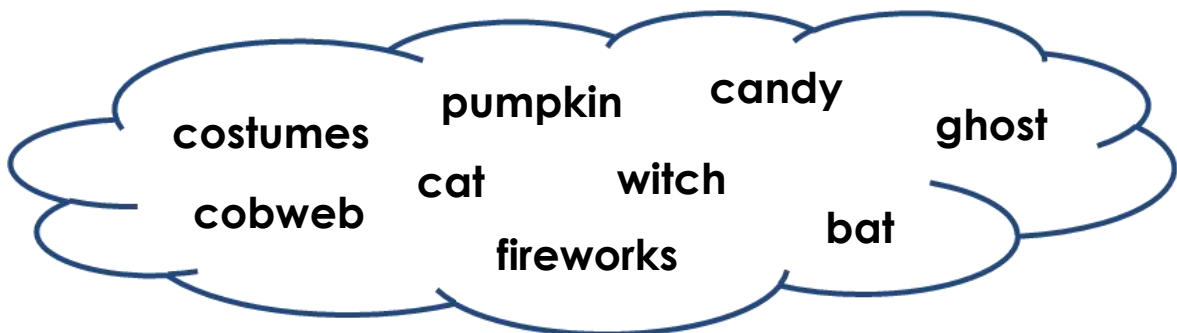 pumpkin
candy
costumes
ghost
cat
witch
cobweb
bat
fireworks